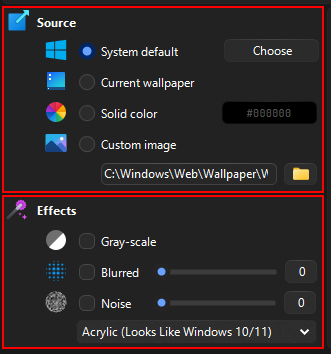 Source
System default
Choose
Current wallpaper
Solid color
#000000
Custom image
C:\Windows\Web\Wallpaper\W
Effects
Gray-scale
Blurred
0
Noise
0
Acrylic (Looks Like Windows 10/11)